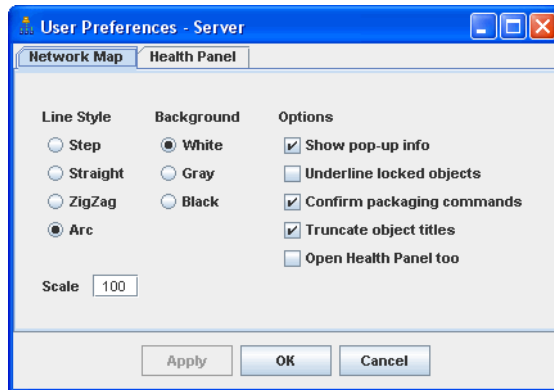 User Preferences - Server
Network Map Health Panel
Line Style Background Options
Step White Show pop-up info
Straight Gray Underline locked objects
ZigZag Black Confirm packaging commands
Arc Truncate object titles
Open Health Panel too
Scale 100
Apply OK Cancel